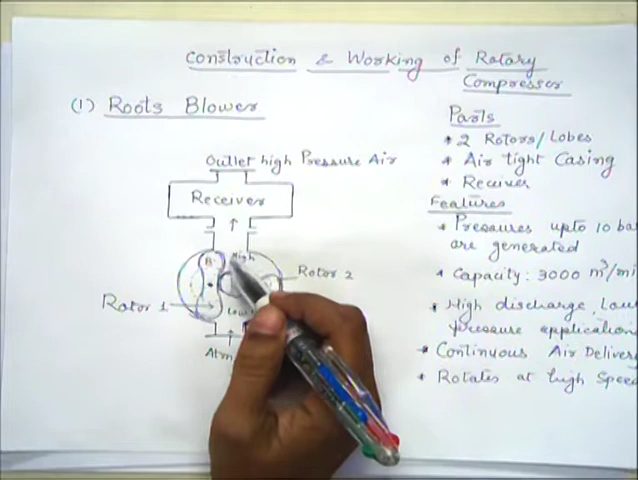 Construction & Working of Rotary
Compressor
(1) Roots Blower
Outlet high Pressure Air
Receiver
High
Rotor 2
Rotor 1
Low
Atm
Parts
* 2 Rotors/Lobes
* Air tight Casing
* Receiver
Features
* Pressures upto 10 ba
are generated
* Capacity: 3000 m³/mi
* High discharge, Low
pressure application
* Continuous Air Deliver
* Rotates at high Speed